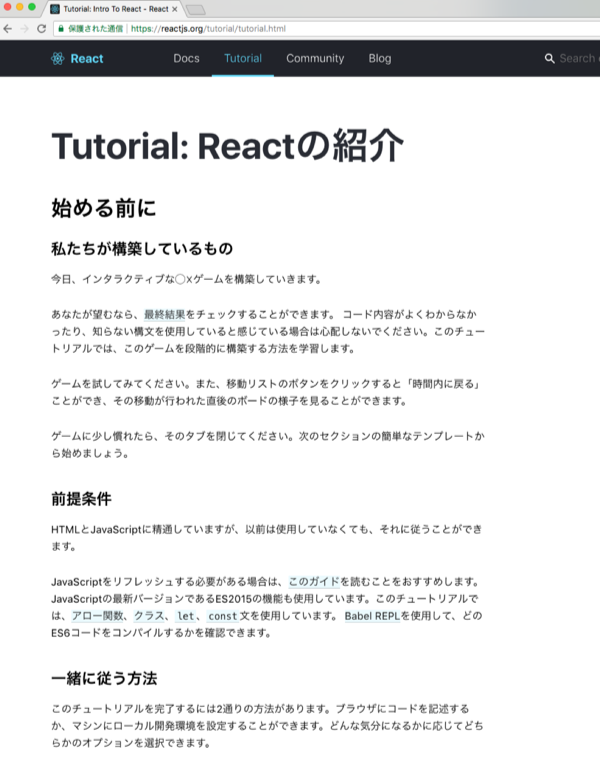 Tutorial: Intro To React - React
保護された通信 | https://reactjs.org/tutorial/tutorial.html
React Docs Tutorial Community Blog Search
Tutorial: Reactの紹介
始める前に
私たちが構築しているもの
今日、インタラクティブな◯☓ゲームを構築していきます。
あなたが望むなら、最終結果をチェックすることができます。 コード内容がよくわからなか
ったり、知らない構文を使用していると感じている場合は心配しないでください。このチュー
トリアルでは、このゲームを段階的に構築する方法を学習します。
ゲームを試してみてください。また、移動リストのボタンをクリックすると「時間内に戻る」
ことができ、その移動が行われた直後のボードの様子を見ることができます。
ゲームに少し慣れたら、そのタブを閉じてください。次のセクションの簡単なテンプレートか
ら始めましょう。
前提条件
HTMLとJavaScriptに精通していますが、以前は使用していなくても、それに従うことができ
ます。
JavaScriptをリフレッシュする必要がある場合は、このガイドを読むことをおすすめします。
JavaScriptの最新バージョンであるES2015の機能も使用しています。このチュートリアルで
は、アロー関数、クラス、let、const文を使用しています。 Babel REPLを使用して、どの
ES6コードをコンパイルするかを確認できます。
一緒に従う方法
このチュートリアルを完了するには2通りの方法があります。ブラウザにコードを記述する
か、マシンにローカル開発環境を設定することができます。どんな気分になるかに応じてどち
らかのオプションを選択できます。